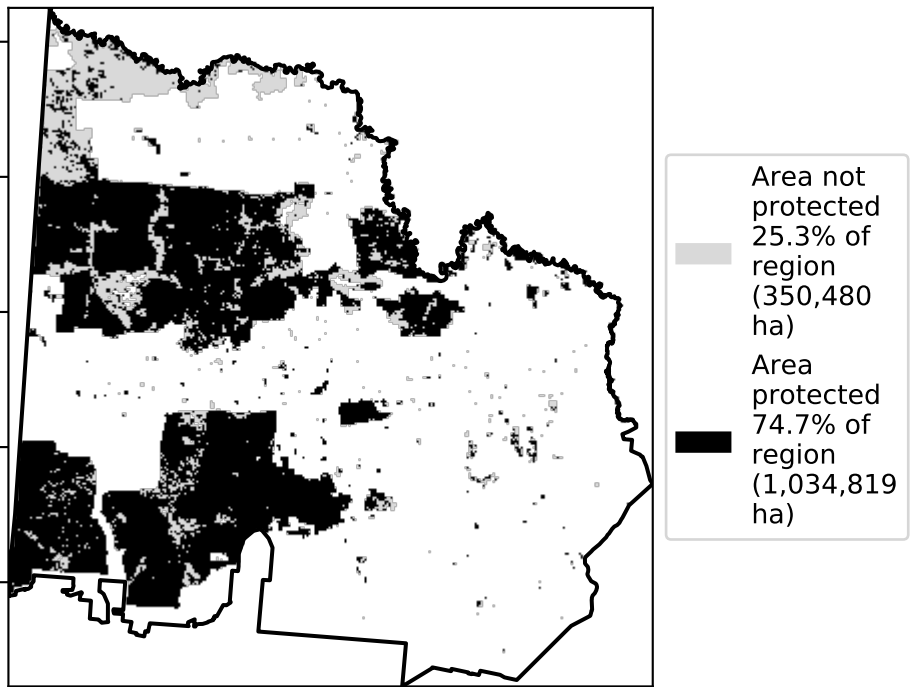 Area not
protected
25.3% of
region
(350,480
ha)
Area
protected
74.7% of
region
(1,034,819
ha)